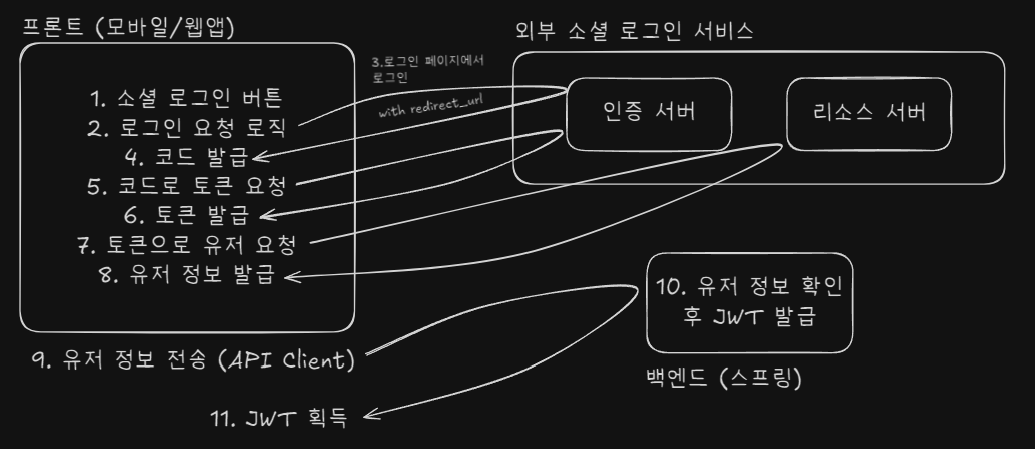 프론트 (모바일/웹앱)
1. 소셜 로그인 버튼
2. 로그인 요청 로직
3.로그인 페이지에서
로그인
with redirect_url
4. 코드 발급
5. 코드로 토큰 요청
6. 토큰 발급
7. 토큰으로 유저 요청
8. 유저 정보 발급
외부 소셜 로그인 서비스
인증 서버
리소스 서버
9. 유저 정보 전송 (API Client)
10. 유저 정보 확인
후 JWT 발급
백엔드 (스프링)
11. JWT 획득